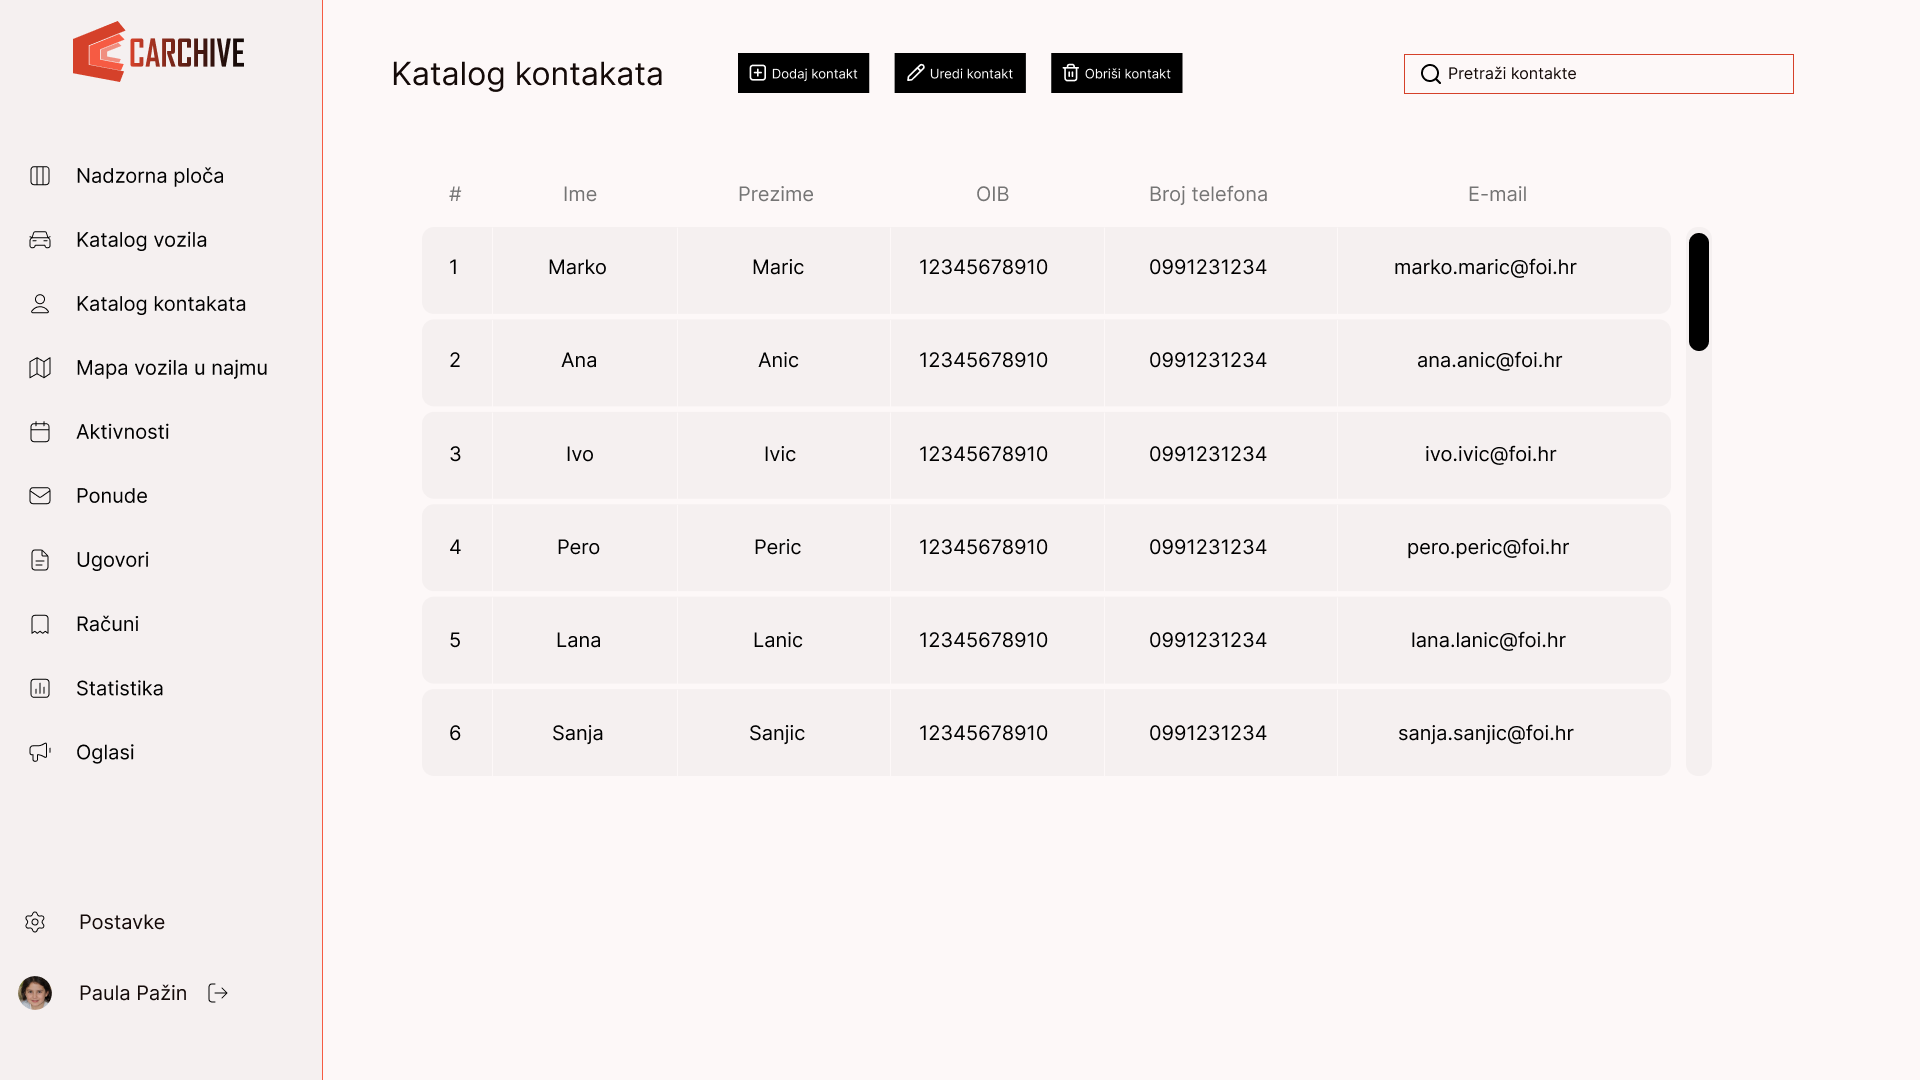 CARCHIVE
Nadzorna ploča
Katalog vozila
Katalog kontakata
Mapa vozila u najmu
Aktivnosti
Ponude
Ugovori
Računi
Statistika
Oglasi
Postavke
Paula Pažin
Katalog kontakata
Dodaj kontakt
Uredi kontakt
Obriši kontakt
Pretraži kontakte
# Ime Prezime OIB Broj telefona E-mail
1 Marko Maric 12345678910 0991231234 marko.maric@foi.hr
2 Ana Anic 12345678910 0991231234 ana.anic@foi.hr
3 Ivo Ivic 12345678910 0991231234 ivo.ivic@foi.hr
4 Pero Peric 12345678910 0991231234 pero.peric@foi.hr
5 Lana Lanic 12345678910 0991231234 lana.lanic@foi.hr
6 Sanja Sanjic 12345678910 0991231234 sanja.sanjic@foi.hr